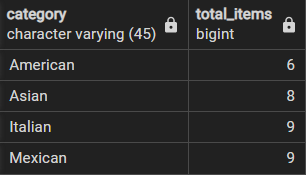 category total_items
character varying (45) bigint
American 6
Asian 8
Italian 9
Mexican 9